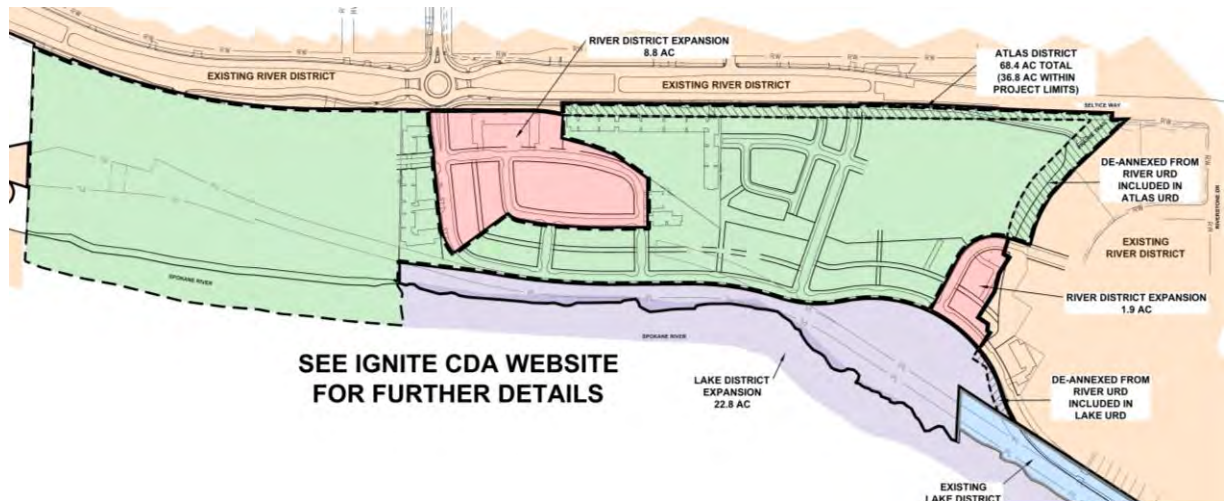 RIVER DISTRICT EXPANSION
8.8 AC
ATLAS DISTRICT
68.4 AC TOTAL
(36.8 AC WITHIN
PROJECT LIMITS)
EXISTING RIVER DISTRICT
EXISTING RIVER DISTRICT
SELTICE WAY
DE-ANNEXED FROM
RIVER URD
INCLUDED IN
ATLAS URD
RIVERSTONE DR
EXISTING
RIVER DISTRICT
SPOKANE RIVER
RIVER DISTRICT EXPANSION
1.9 AC
SPOKANE RIVER
SEE IGNITE CDA WEBSITE
FOR FURTHER DETAILS
LAKE DISTRICT
EXPANSION
22.8 AC
DE-ANNEXED FROM
RIVER URD
INCLUDED IN
LAKE URD
EXISTING
LAKE DISTRICT